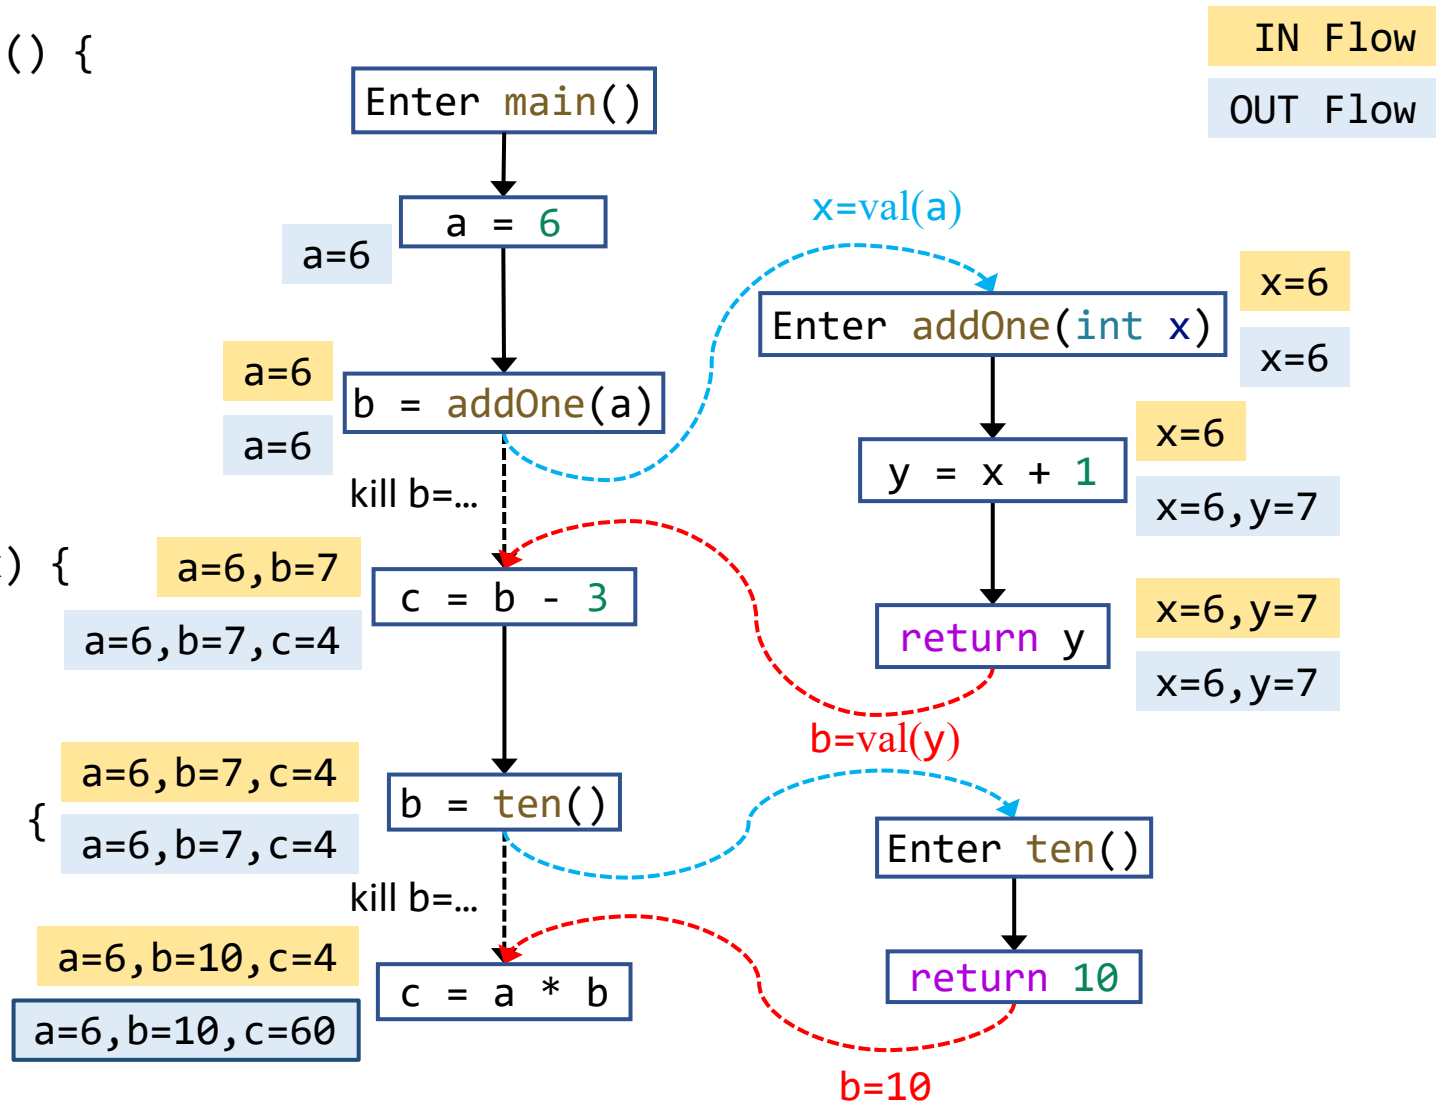 () {
IN Flow
OUT Flow
Enter main()
a = 6
a=6
x=val(a)
Enter addOne(int x)
x=6
x=6
a=6
b = addOne(a)
a=6
kill b=…
y = x + 1
x=6
x=6,y=7
) {
a=6,b=7
c = b - 3
a=6,b=7,c=4
return y
x=6,y=7
x=6,y=7
b=val(y)
a=6,b=7,c=4
b = ten()
{
a=6,b=7,c=4
Enter ten()
kill b=…
a=6,b=10,c=4
c = a * b
a=6,b=10,c=60
return 10
b=10